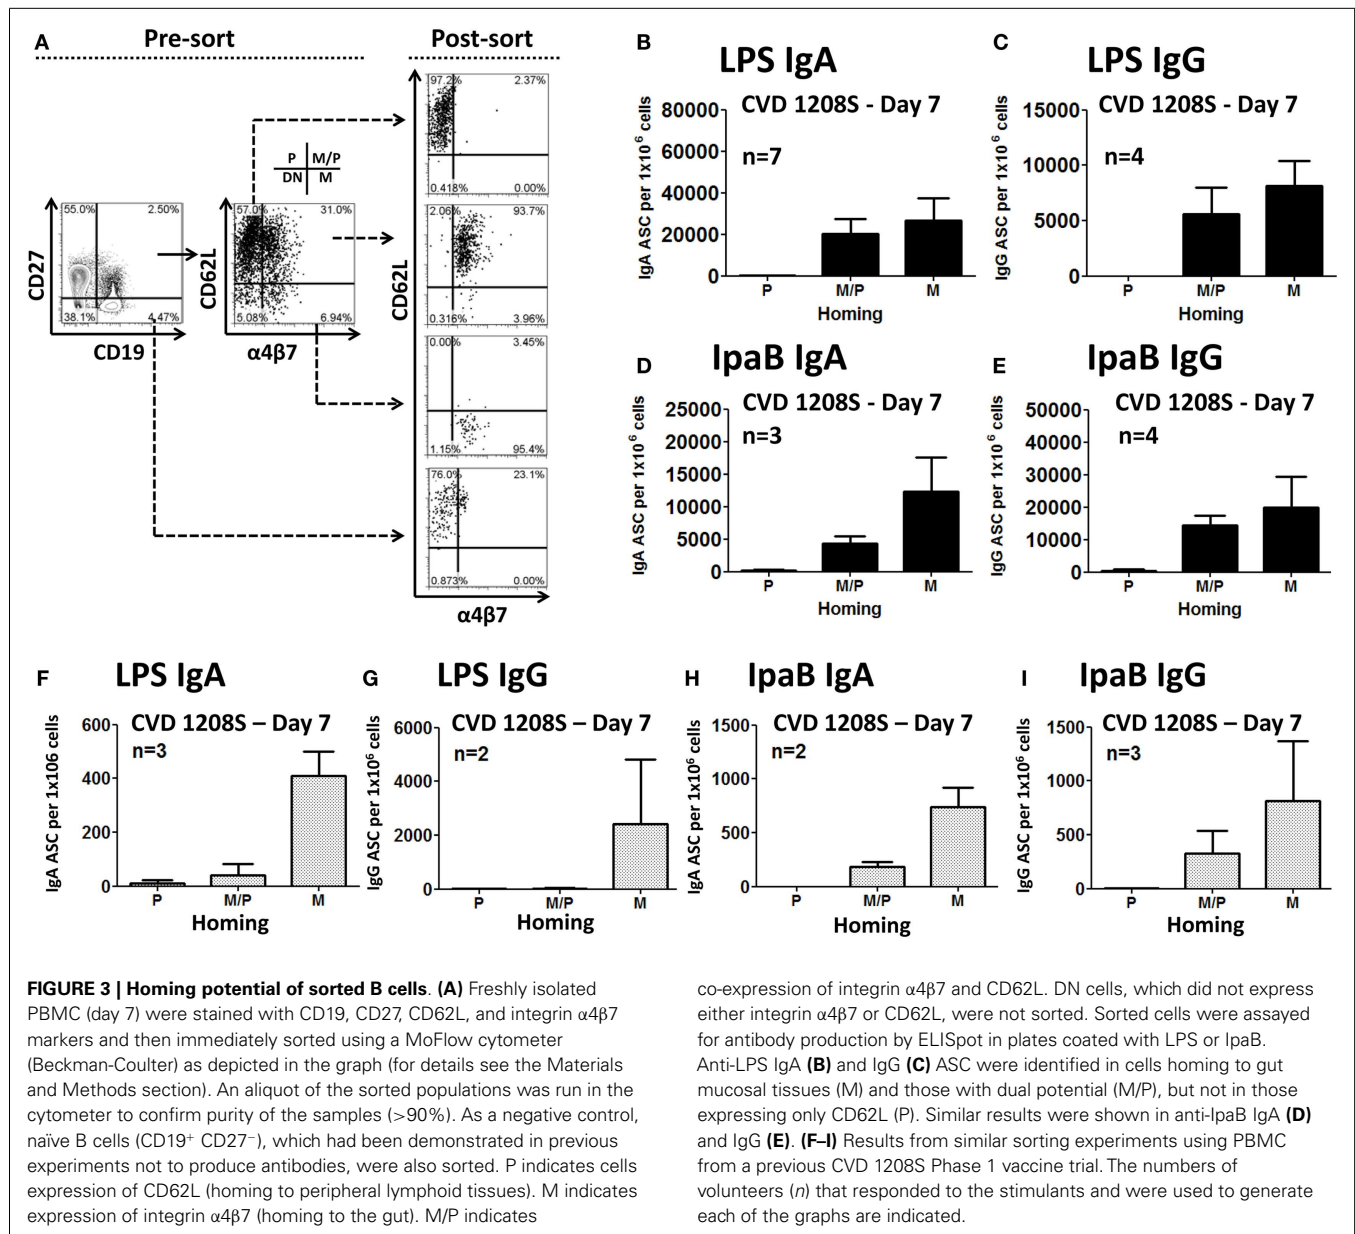 A
Pre-sort
Post-sort
P M/P
DN M
55.0% 2.50%
38.1% 4.47%
CD27
CD19
57.0% 31.0%
5.08% 6.94%
CD62L
α4β7
97.2% 2.37%
0.418% 0.00%
2.06% 93.7%
0.316% 3.96%
0.00% 3.45%
1.15% 95.4%
76.0% 23.1%
0.873% 0.00%
CD62L
α4β7
B
LPS IgA
CVD 1208S - Day 7
n=7
IgA ASC per 1x10⁶ cells
80000
60000
40000
20000
0
P M/P M
Homing
C
LPS IgG
CVD 1208S - Day 7
n=4
IgG ASC per 1x10⁶ cells
15000
10000
5000
0
P M/P M
Homing
D
IpaB IgA
CVD 1208S - Day 7
n=3
IgA ASC per 1x10⁶ cells
25000
20000
15000
10000
5000
0
P M/P M
Homing
E
IpaB IgG
CVD 1208S - Day 7
n=4
IgG ASC per 1x10⁶ cells
50000
40000
30000
20000
10000
0
P M/P M
Homing
F
LPS IgA
CVD 1208S – Day 7
n=3
IgA ASC per 1x106 cells
600
400
200
0
P M/P M
Homing
G
LPS IgG
CVD 1208S – Day 7
n=2
IgG ASC per 1x10⁶ cells
6000
4000
2000
0
P M/P M
Homing
H
IpaB IgA
CVD 1208S – Day 7
n=2
IgA ASC per 1x10⁶ cells
1500
1000
500
0
P M/P M
Homing
I
IpaB IgG
CVD 1208S – Day 7
n=3
IgG ASC per 1x10⁶ cells
1500
1000
500
0
P M/P M
Homing
FIGURE 3 | Homing potential of sorted B cells. (A) Freshly isolated
PBMC (day 7) were stained with CD19, CD27, CD62L, and integrin α4β7
markers and then immediately sorted using a MoFlow cytometer
(Beckman-Coulter) as depicted in the graph (for details see the Materials
and Methods section). An aliquot of the sorted populations was run in the
cytometer to confirm purity of the samples (>90%). As a negative control,
naïve B cells (CD19⁺ CD27⁻), which had been demonstrated in previous
experiments not to produce antibodies, were also sorted. P indicates cells
expression of CD62L (homing to peripheral lymphoid tissues). M indicates
expression of integrin α4β7 (homing to the gut). M/P indicates
co-expression of integrin α4β7 and CD62L. DN cells, which did not express
either integrin α4β7 or CD62L, were not sorted. Sorted cells were assayed
for antibody production by ELISpot in plates coated with LPS or IpaB.
Anti-LPS IgA (B) and IgG (C) ASC were identified in cells homing to gut
mucosal tissues (M) and those with dual potential (M/P), but not in those
expressing only CD62L (P). Similar results were shown in anti-IpaB IgA (D)
and IgG (E). (F–I) Results from similar sorting experiments using PBMC
from a previous CVD 1208S Phase 1 vaccine trial. The numbers of
volunteers (n) that responded to the stimulants and were used to generate
each of the graphs are indicated.